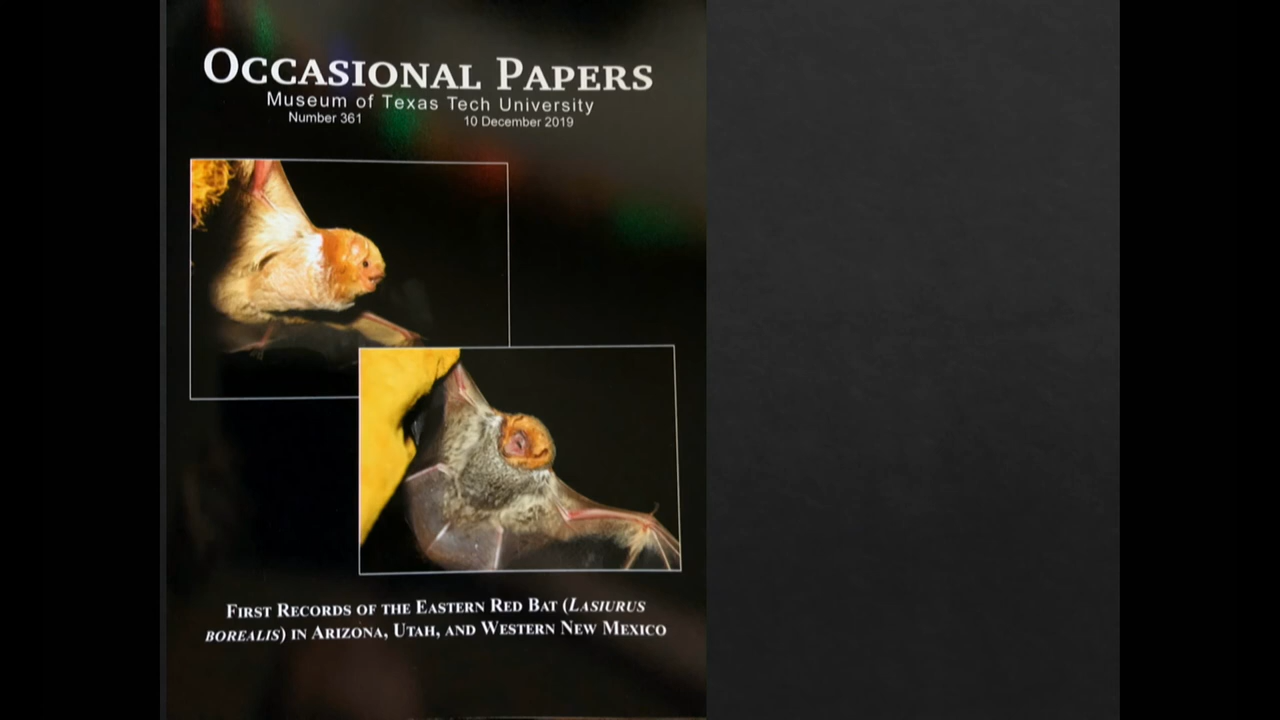 Occasional Papers
Museum of Texas Tech University
Number 361 10 December 2019
First Records of the Eastern Red Bat (Lasiurus
borealis) in Arizona, Utah, and Western New Mexico